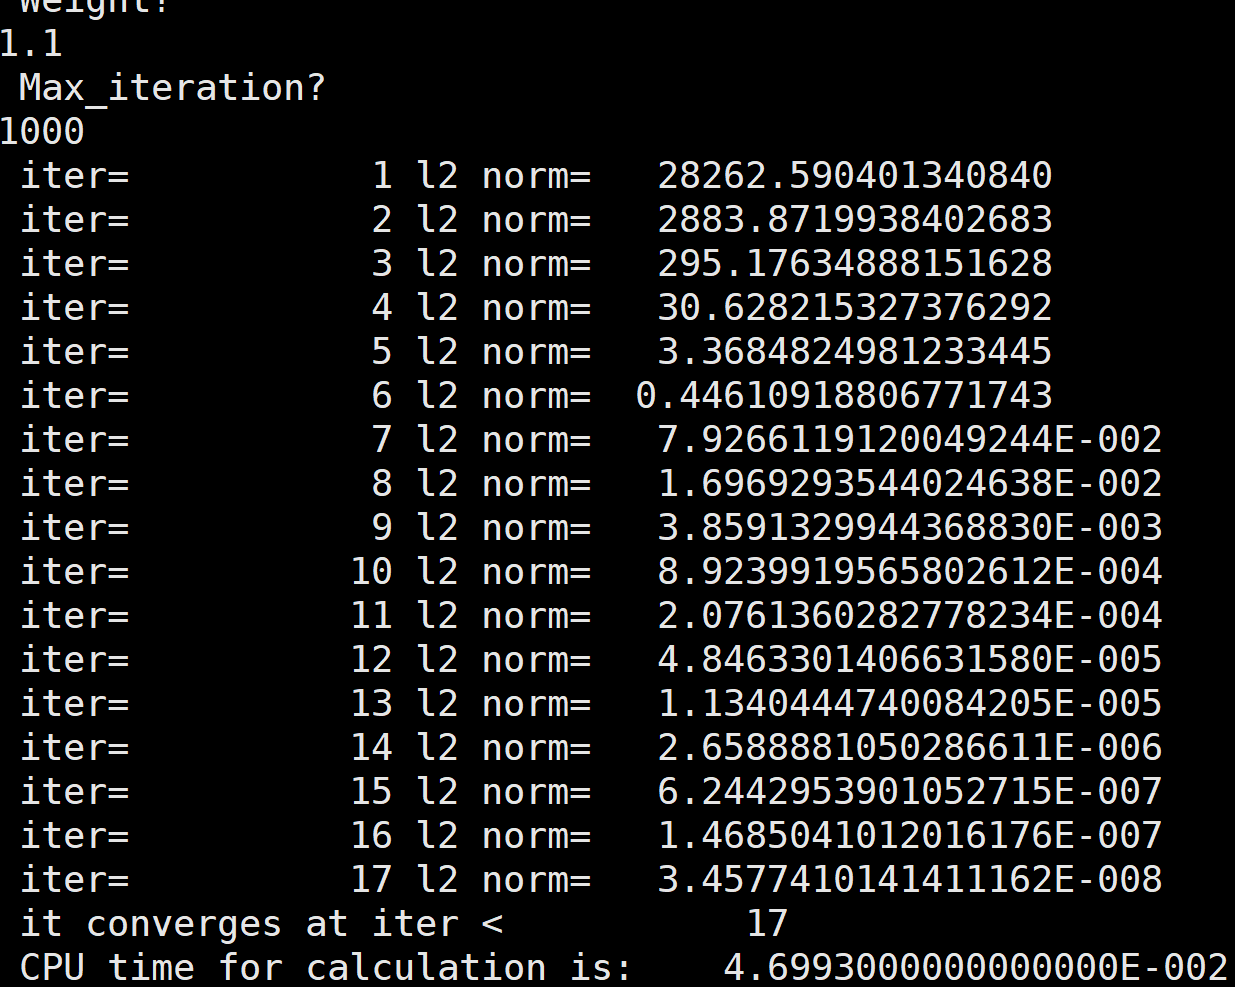 Weight?
1.1
Max_iteration?
1000
iter= 1 l2 norm= 28262.590401340840
iter= 2 l2 norm= 2883.8719938402683
iter= 3 l2 norm= 295.17634888151628
iter= 4 l2 norm= 30.628215327376292
iter= 5 l2 norm= 3.3684824981233445
iter= 6 l2 norm= 0.44610918806771743
iter= 7 l2 norm= 7.9266119120049244E-002
iter= 8 l2 norm= 1.6969293544024638E-002
iter= 9 l2 norm= 3.8591329944368830E-003
iter= 10 l2 norm= 8.9239919565802612E-004
iter= 11 l2 norm= 2.0761360282778234E-004
iter= 12 l2 norm= 4.8463301406631580E-005
iter= 13 l2 norm= 1.1340444740084205E-005
iter= 14 l2 norm= 2.6588881050286611E-006
iter= 15 l2 norm= 6.2442953901052715E-007
iter= 16 l2 norm= 1.4685041012016176E-007
iter= 17 l2 norm= 3.4577410141411162E-008
it converges at iter < 17
CPU time for calculation is: 4.6993000000000000E-002